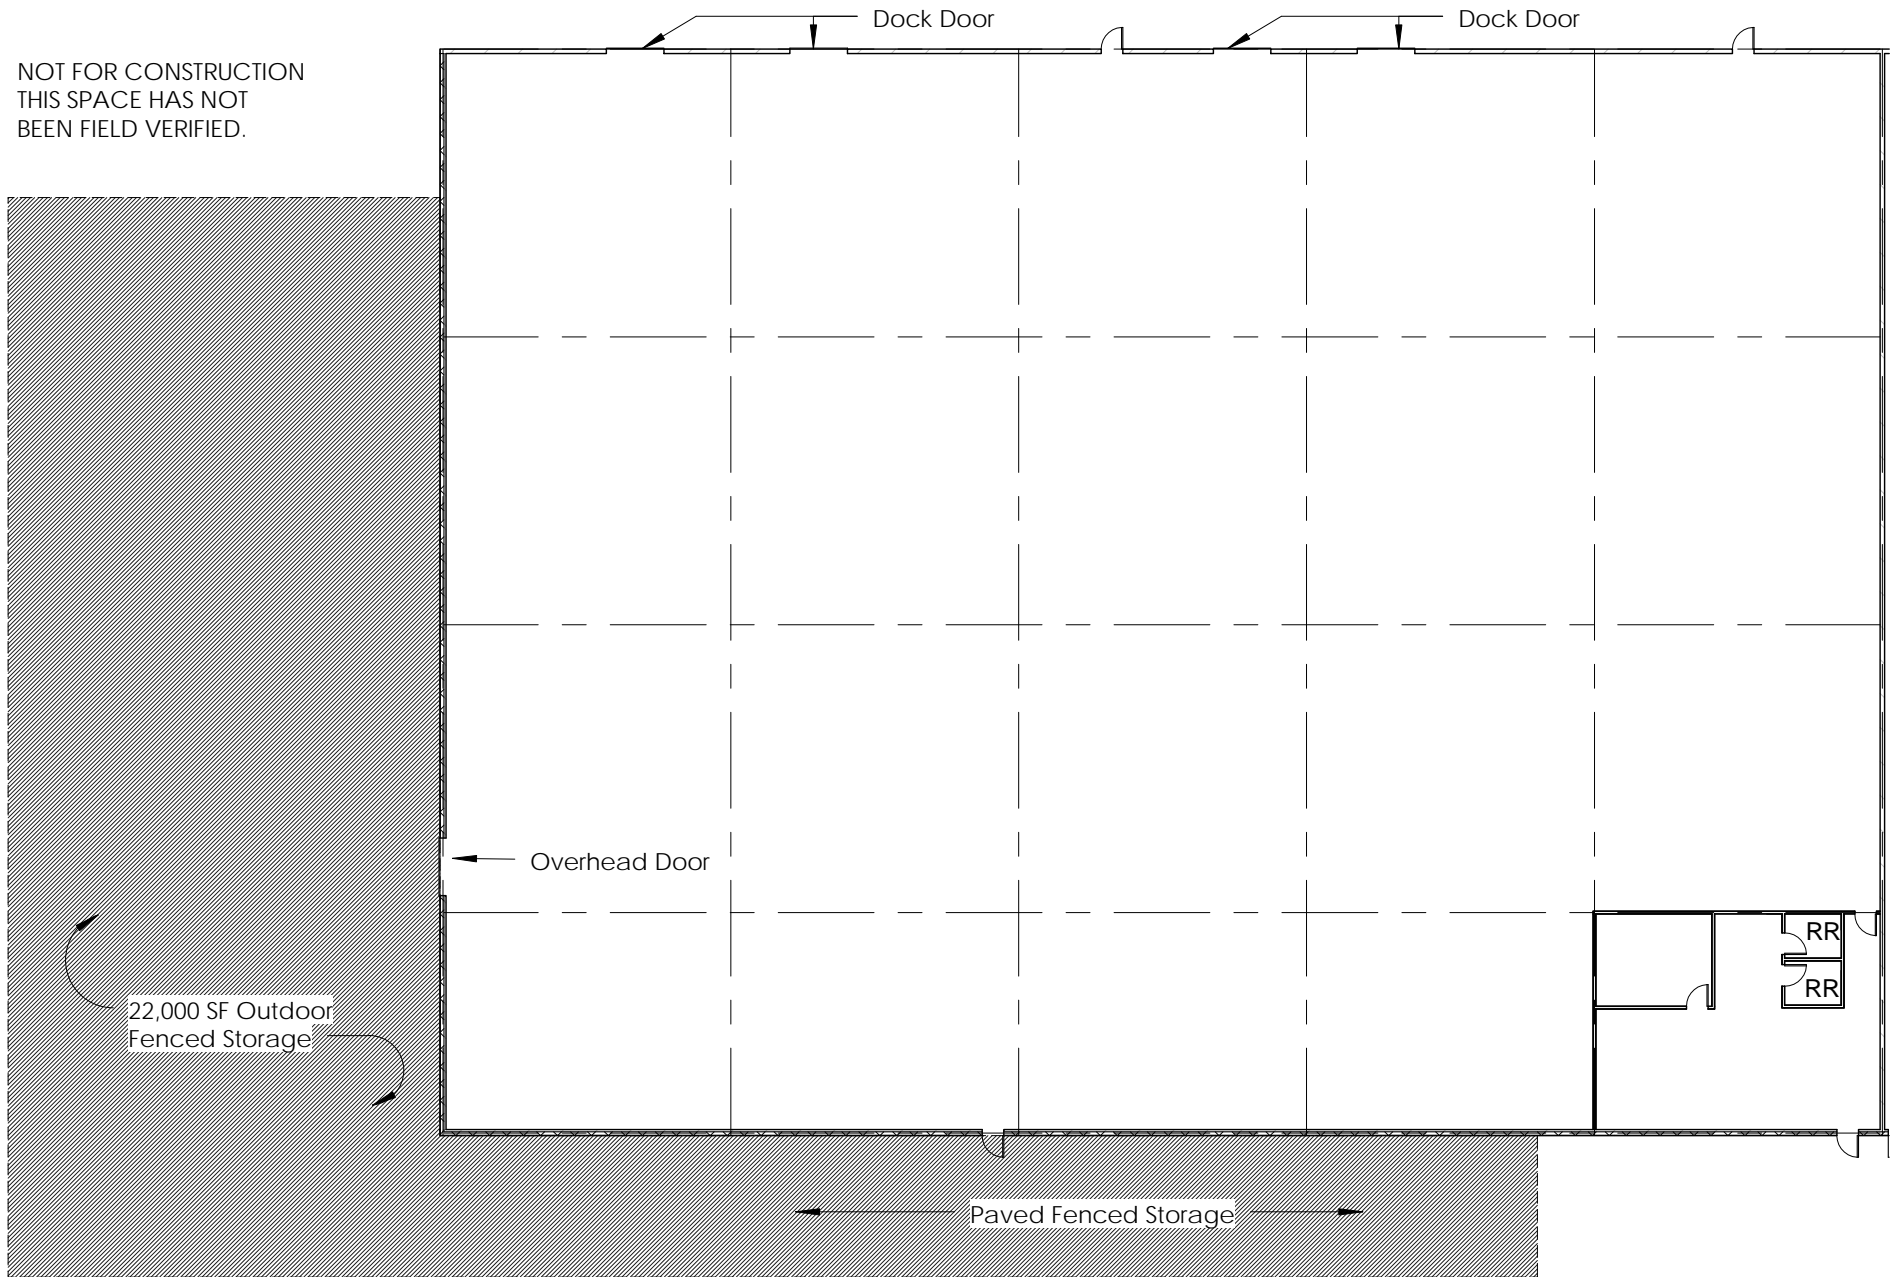 Dock Door
Dock Door
NOT FOR CONSTRUCTION
THIS SPACE HAS NOT
BEEN FIELD VERIFIED.
Overhead Door
RR
RR
22,000 SF Outdoor
Fenced Storage
Paved Fenced Storage